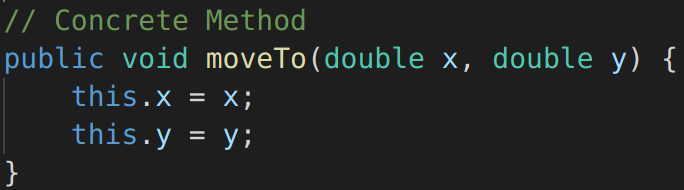 // Concrete Method
public void moveTo(double x, double y) {
    this.x = x;
    this.y = y;
}